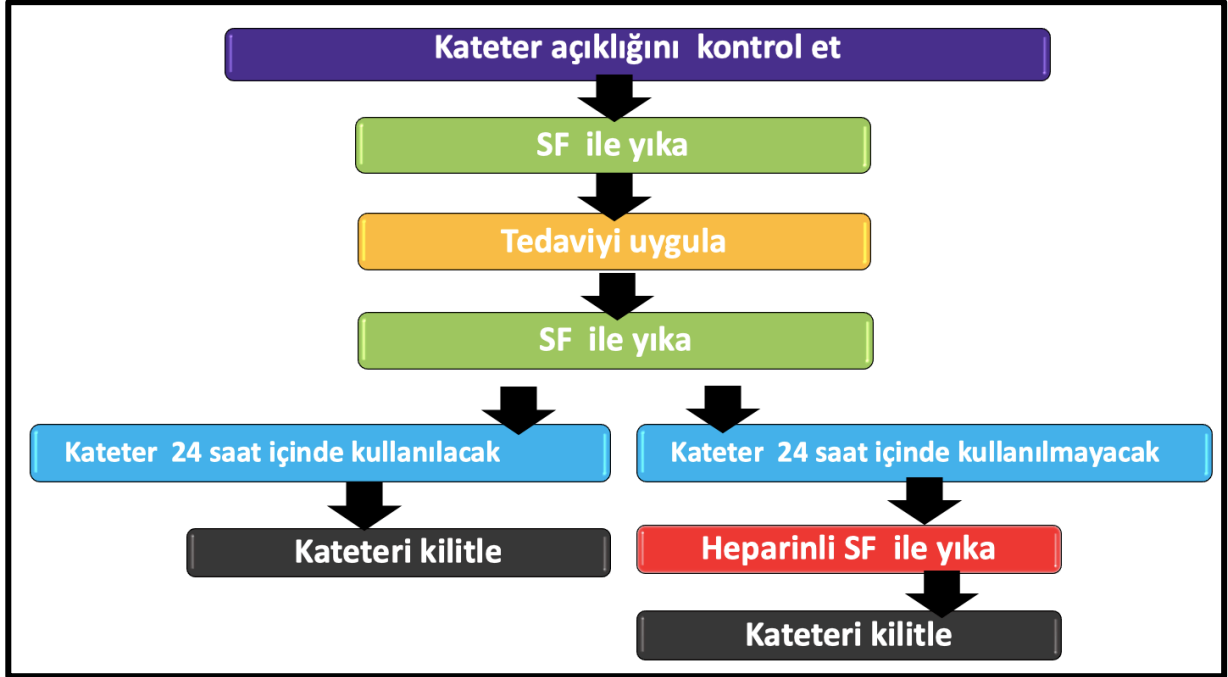 Kateter açıklığını kontrol et
SF ile yıka
Tedaviyi uygula
SF ile yıka
Kateter 24 saat içinde kullanılacak
Kateter 24 saat içinde kullanılmayacak
Kateteri kilitle
Heparinli SF ile yıka
Kateteri kilitle